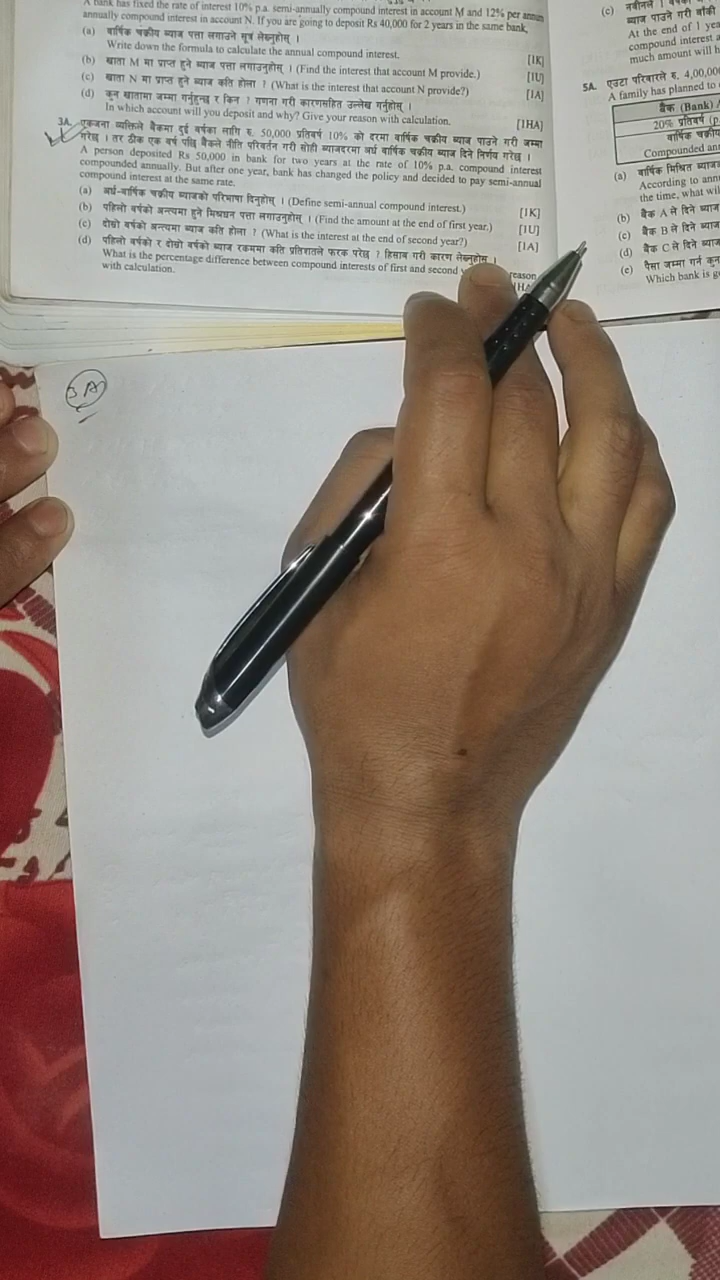 A bank has fixed the rate of interest 10% p.a. semi-annually compound interest in account M and 12% per annum
annually compound interest in account N. If you are going to deposit Rs 40,000 for 2 years in the same bank,
(a) वार्षिक चक्रीय ब्याज पत्ता लगाउने सूत्र लेख्नुहोस् ।
Write down the formula to calculate the annual compound interest. [1K]
(b) खाता M मा प्राप्त हुने ब्याज पत्ता लगाउनुहोस् । (Find the interest that account M provide.) [1U]
(c) खाता N मा प्राप्त हुने ब्याज कति होला ? (What is the interest that account N provide?) [1A]
(d) कुन खातामा जम्मा गर्नुहुन्छ र किन ? गणना गरी कारणसहित उल्लेख गर्नुहोस् ।
In which account will you deposit and why? Give your reason with calculation. [1HA]
3A. एकजना व्यक्तिले बैंकमा दुई वर्षका लागि रु. 50,000 प्रतिवर्ष 10% को दरमा वार्षिक चक्रीय ब्याज पाउने गरी जम्मा
गरेछ । तर ठीक एक वर्ष पछि बैंकले नीति परिवर्तन गरी सोही ब्याजदरमा अर्ध वार्षिक चक्रीय ब्याज दिने निर्णय गरेछ ।
A person deposited Rs 50,000 in bank for two years at the rate of 10% p.a. compound interest
compounded annually. But after one year, bank has changed the policy and decided to pay semi-annual
compound interest at the same rate.
(a) अर्ध-वार्षिक चक्रीय ब्याजको परिभाषा दिनुहोस् । (Define semi-annual compound interest.) [1K]
(b) पहिलो वर्षको अन्त्यमा हुने मिश्रधन पत्ता लगाउनुहोस् । (Find the amount at the end of first year.) [1U]
(c) दोस्रो वर्षको अन्त्यमा ब्याज कति होला ? (What is the interest at the end of second year?) [1A]
(d) पहिलो वर्षको र दोस्रो वर्षको ब्याज रकममा कति प्रतिशतले फरक परेछ ? हिसाब गरी कारण लेख्नुहोस् ।
What is the percentage difference between compound interests of first and second reason
with calculation. [1HA
(c) नबीनले 1
ब्याज पाउने गरी बाँकी
At the end of 1 yea
compound interest a
much amount will h
5A. एउटा परिवारले रु. 4,00,000
A family has planned to
बैंक (Bank)
20% प्रतिवर्ष (p.
वार्षिक चक्रीय
Compounded an
(a) वार्षिक मिश्रित ब्याज
According to ann
the time, what wil
(b) बैंक A ले दिने ब्याज
(c) बैंक B ले दिने ब्याज
(d) बैंक C ले दिने ब्याज
(e) पैसा जम्मा गर्न कुन
Which bank is g
3A